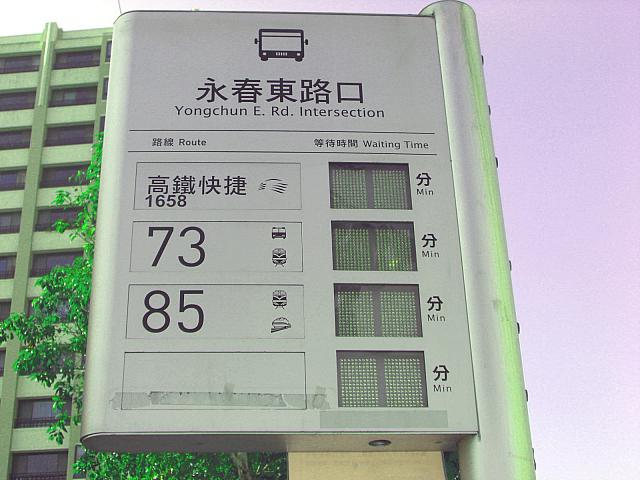 永春東路口
Yongchun E. Rd. Intersection
路線 Route 等待時間 Waiting Time
高鐵快捷 分
1658 Min
73 分
Min
85 分
Min
分
Min